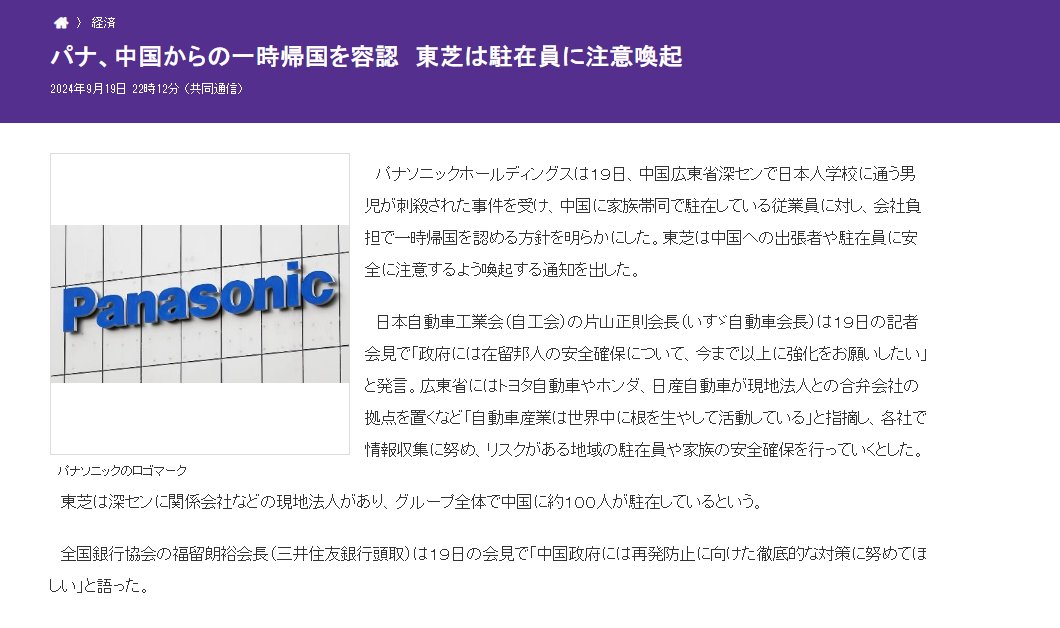 〉 経済
パナ、中国からの一時帰国を容認　東芝は駐在員に注意喚起
2024年9月19日 22時12分 (共同通信)
Panasonic
パナソニックのロゴマーク
　パナソニックホールディングスは19日、中国広東省深センで日本人学校に通う男
児が刺殺された事件を受け、中国に家族帯同で駐在している従業員に対し、会社負
担で一時帰国を認める方針を明らかにした。東芝は中国への出張者や駐在員に安
全に注意するよう喚起する通知を出した。
　日本自動車工業会(自工会)の片山正則会長(いすゞ自動車会長)は19日の記者
会見で「政府には在留邦人の安全確保について、今まで以上に強化をお願いしたい」
と発言。広東省にはトヨタ自動車やホンダ、日産自動車が現地法人との合弁会社の
拠点を置くなど「自動車産業は世界中に根を生やして活動している」と指摘し、各社で
情報収集に努め、リスクがある地域の駐在員や家族の安全確保を行っていくとした。
　東芝は深センに関係会社などの現地法人があり、グループ全体で中国に約100人が駐在しているという。
　全国銀行協会の福留朗裕会長(三井住友銀行頭取)は19日の会見で「中国政府には再発防止に向けた徹底的な対策に努めてほ
しい」と語った。